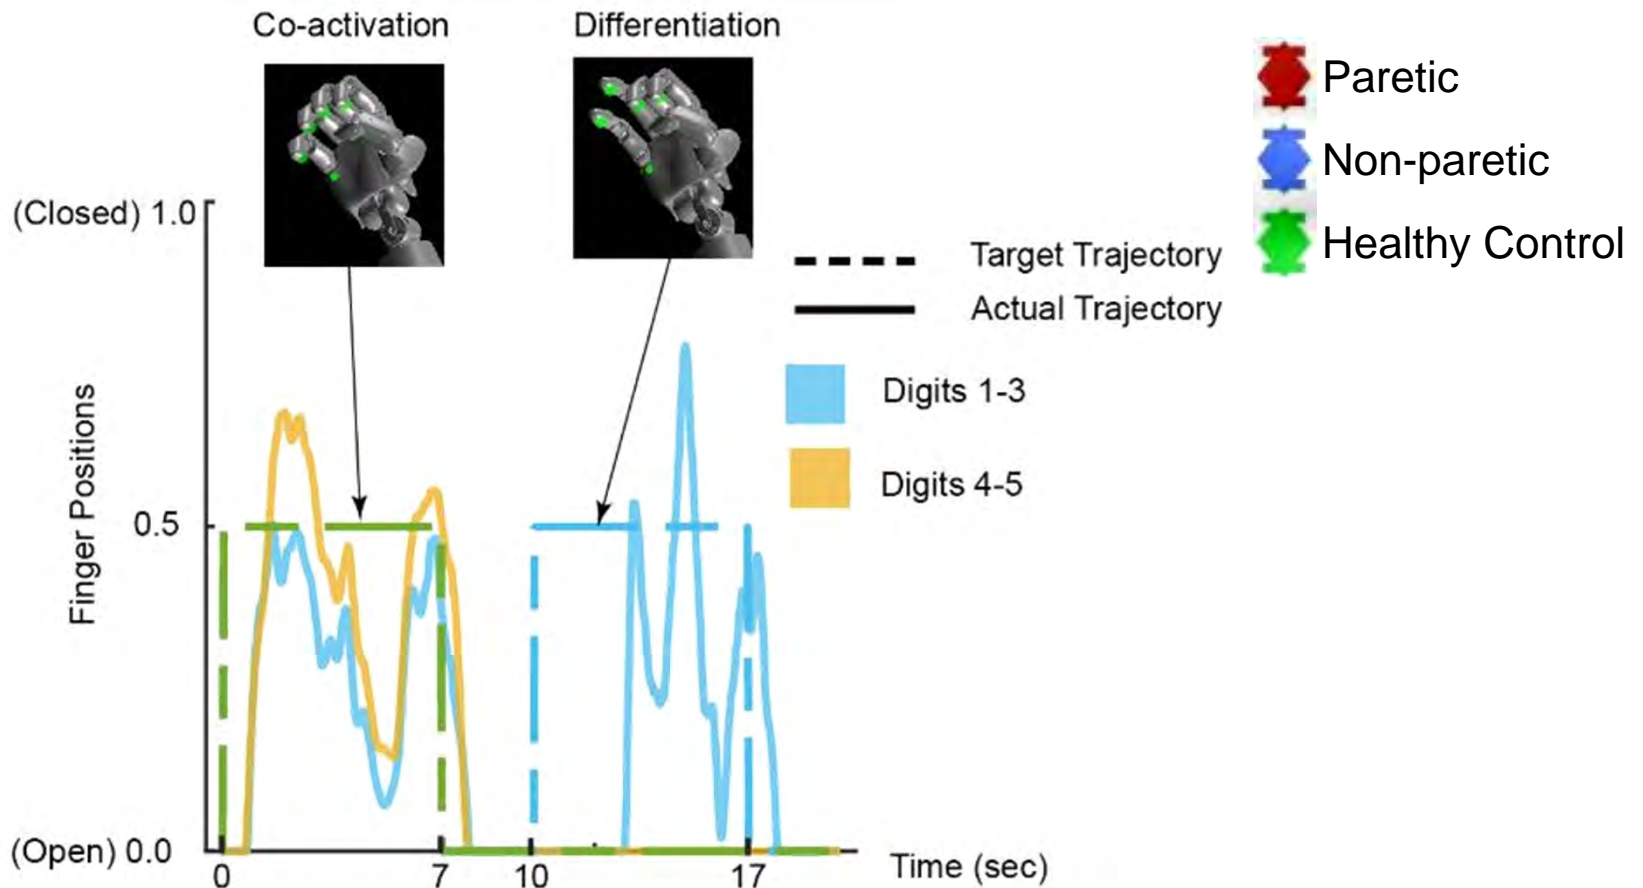 Co-activation
Differentiation
Paretic
Non-paretic
Healthy Control
(Closed) 1.0
Target Trajectory
Actual Trajectory
Digits 1-3
Digits 4-5
Finger Positions
0.5
(Open) 0.0
0
7
10
17
Time (sec)